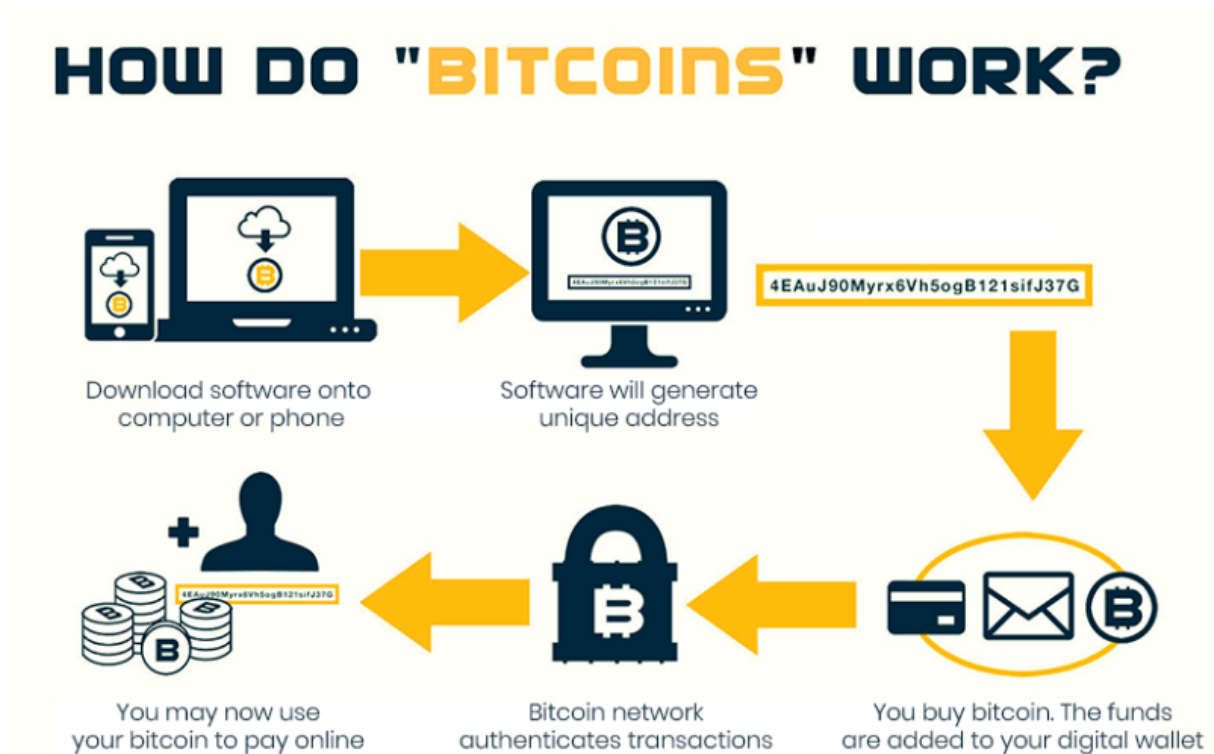 HOW DO "BITCOINS" WORK?
4EAuJ90Myrx6Vh5ogB121sifJ37G
4EAuJ90Myrx6Vh5ogB121sifJ37G
Download software onto
computer or phone
Software will generate
unique address
4EAuJ90Myrx6Vh5ogB121sifJ37G
You may now use
your bitcoin to pay online
Bitcoin network
authenticates transactions
You buy bitcoin. The funds
are added to your digital wallet